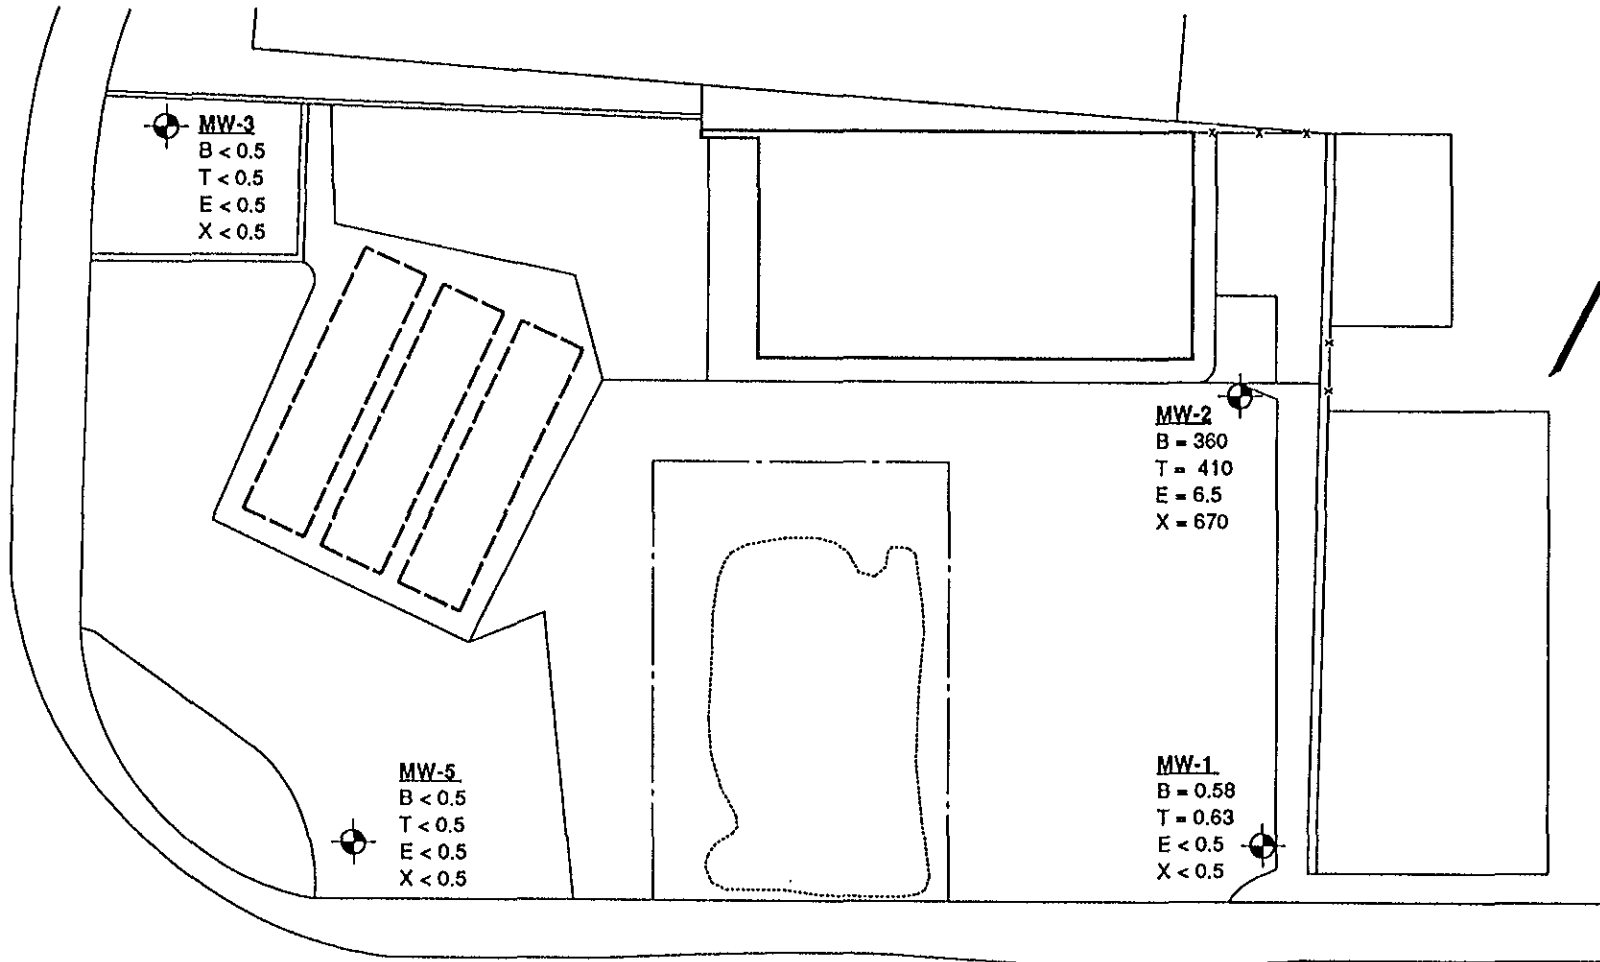 MW-3
B < 0.5
T < 0.5
E < 0.5
X < 0.5
MW-2
B = 360
T = 410
E = 6.5
X = 670
MW-5
B < 0.5
T < 0.5
E < 0.5
X < 0.5
MW-1
B = 0.58
T = 0.63
E < 0.5
X < 0.5